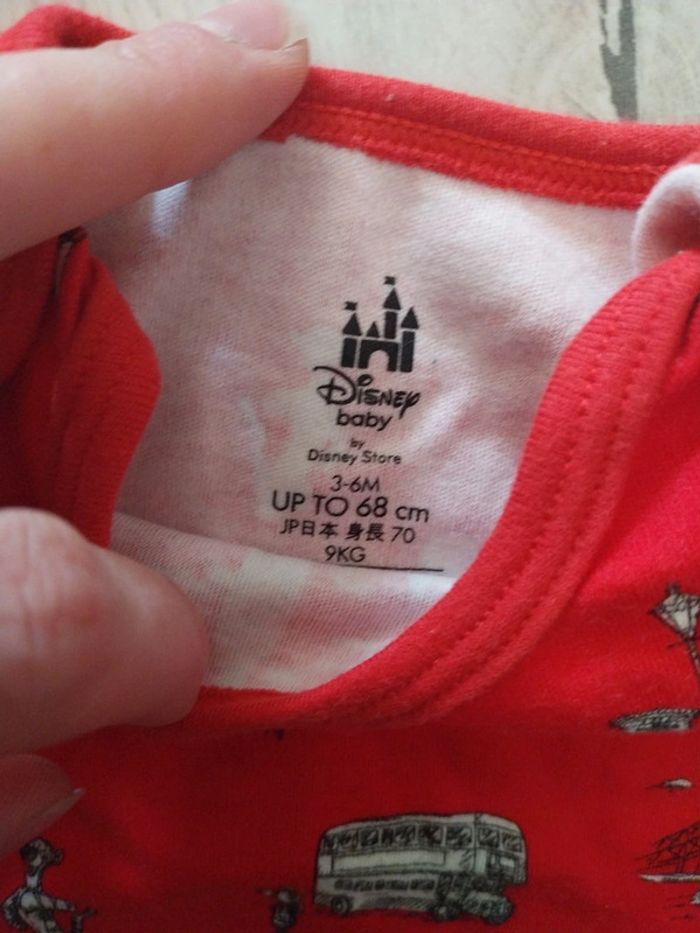 Disney
baby
by
Disney Store
3-6M
UP TO 68 cm
JP日本 身長 70
9KG